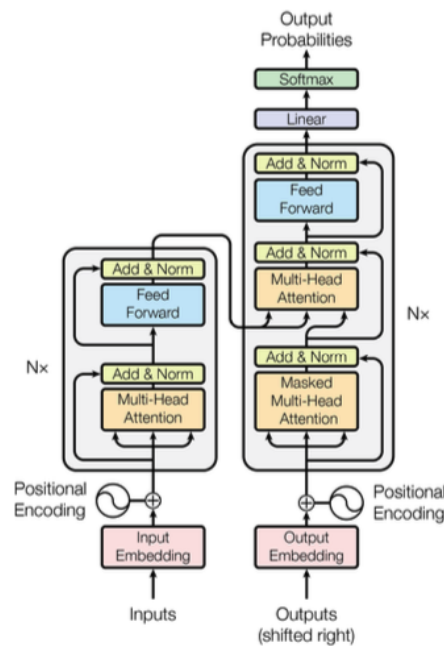 Output
Probabilities
Softmax
Linear
Add & Norm
Feed
Forward
Add & Norm
Multi-Head
Attention
Nx
Add & Norm
Masked
Multi-Head
Attention
Add & Norm
Feed
Forward
Nx
Add & Norm
Multi-Head
Attention
Positional
Encoding
Positional
Encoding
Input
Embedding
Output
Embedding
Inputs
Outputs
(shifted right)